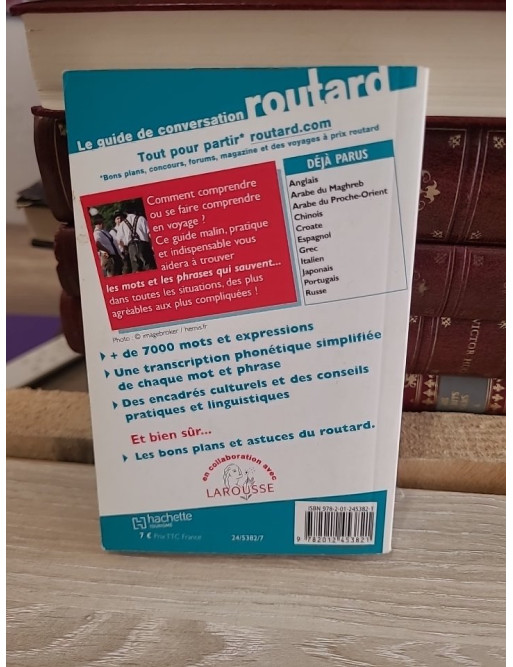 Le guide de conversation routard
Tout pour partir* routard.com
*Bons plans, concours, forums, magazine et des voyages à prix routard
Comment comprendre
ou se faire comprendre
en voyage ?
Ce guide malin, pratique
et indispensable vous
aidera à trouver
les mots et les phrases qui sauvent...
dans toutes les situations, des plus
agréables aux plus compliquées !
Photo : © imagebroker / hemis.fr
DÉJÀ PARUS
Anglais
Arabe du Maghreb
Arabe du Proche-Orient
Chinois
Croate
Espagnol
Grec
Italien
Japonais
Portugais
Russe
+ de 7000 mots et expressions
Une transcription phonétique simplifiée
de chaque mot et phrase
Des encadrés culturels et des conseils
pratiques et linguistiques
Et bien sûr...
Les bons plans et astuces du routard.
en collaboration avec
LAROUSSE
hachette
TOURISME
7 € Prix TTC France
24/5382/7
ISBN 978-2-01-245382-1
9 782012 453821
VICTOR